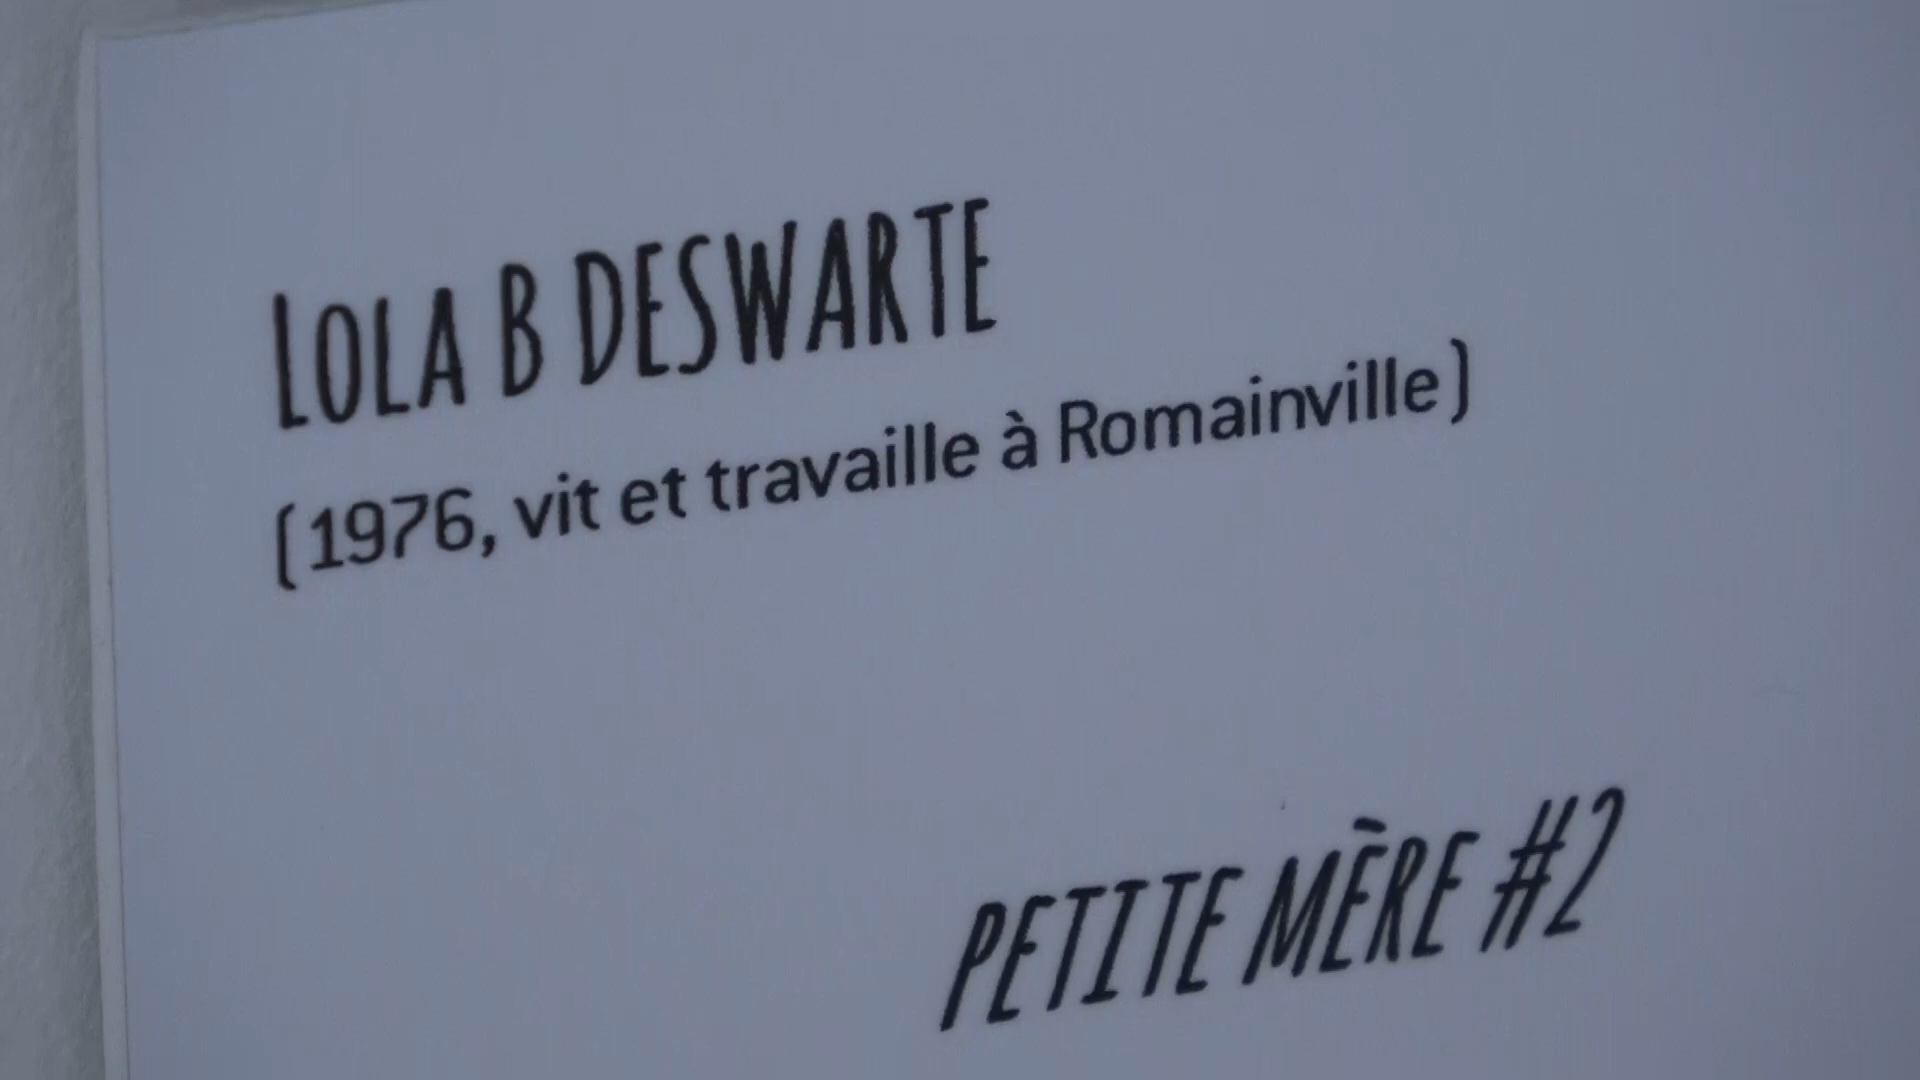 LOLA B DESWARTE
(1976, vit et travaille à Romainville)
PETITE MÈRE #2